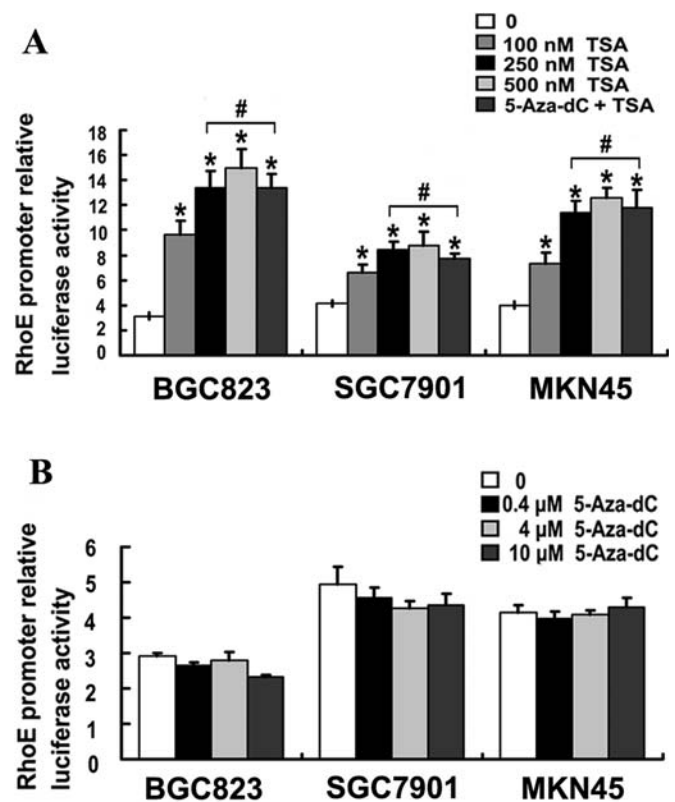 A
0
100 nM TSA
250 nM TSA
500 nM TSA
5-Aza-dC + TSA
RhoE promoter relative
luciferase activity
18
16
14
12
10
8
6
4
2
0
#
#
#
* * * *
* * * *
* * * *
BGC823 SGC7901 MKN45
B
0
0.4 µM 5-Aza-dC
4 µM 5-Aza-dC
10 µM 5-Aza-dC
RhoE promoter relative
luciferase activity
6
5
4
3
2
1
0
BGC823 SGC7901 MKN45